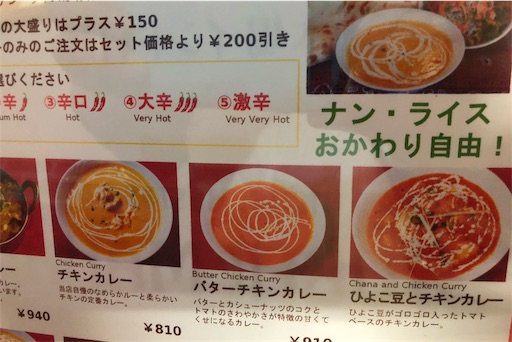 の大盛りはプラス￥150
のみのご注文はセット価格より￥200引き
選びください
辛 ③辛口 ④大辛 ⑤激辛
um Hot Hot Very Hot Very Very Hot
ナン・ライス
おかわり自由！
レー
￥940
Chicken Curry
チキンカレー
当店自慢のなめらかルーと柔らかい
チキンの定番カレー。
￥810
Butter Chicken Curry
バターチキンカレー
バターとカシューナッツのコクと
トマトのさわやかさが特徴の甘くて
くせになるカレー。
￥910
Chana and Chicken Curry
ひよこ豆とチキンカレー
ひよこ豆がゴロゴロ入ったトマト
ベースのチキンカレー。